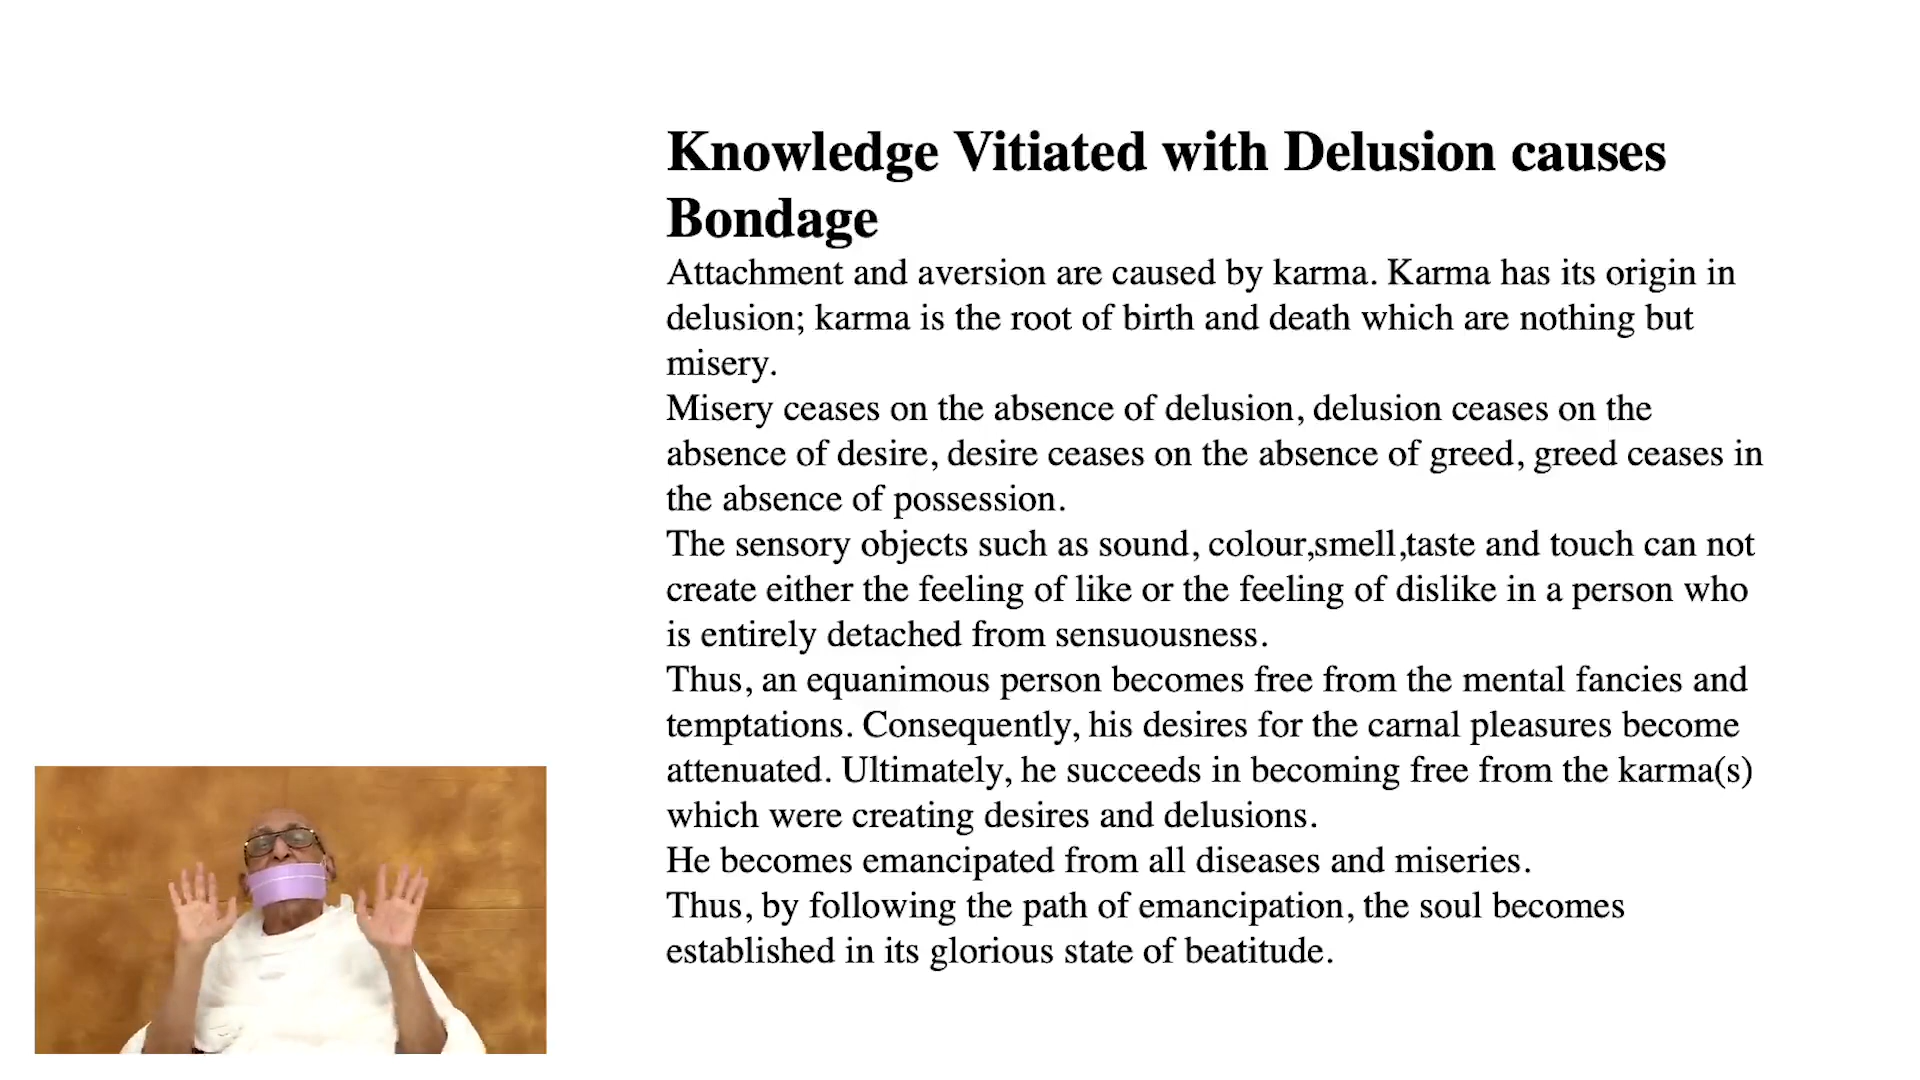 Knowledge Vitiated with Delusion causes
Bondage
Attachment and aversion are caused by karma. Karma has its origin in
delusion; karma is the root of birth and death which are nothing but
misery.
Misery ceases on the absence of delusion, delusion ceases on the
absence of desire, desire ceases on the absence of greed, greed ceases in
the absence of possession.
The sensory objects such as sound, colour,smell,taste and touch can not
create either the feeling of like or the feeling of dislike in a person who
is entirely detached from sensuousness.
Thus, an equanimous person becomes free from the mental fancies and
temptations. Consequently, his desires for the carnal pleasures become
attenuated. Ultimately, he succeeds in becoming free from the karma(s)
which were creating desires and delusions.
He becomes emancipated from all diseases and miseries.
Thus, by following the path of emancipation, the soul becomes
established in its glorious state of beatitude.